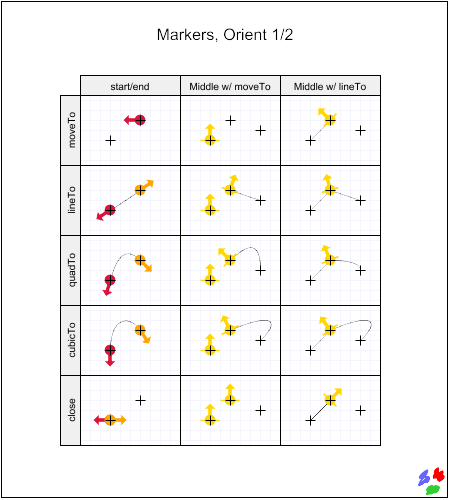 Markers, Orient 1/2
start/end
Middle w/ moveTo
Middle w/ lineTo
moveTo
lineTo
quadTo
cubicTo
close